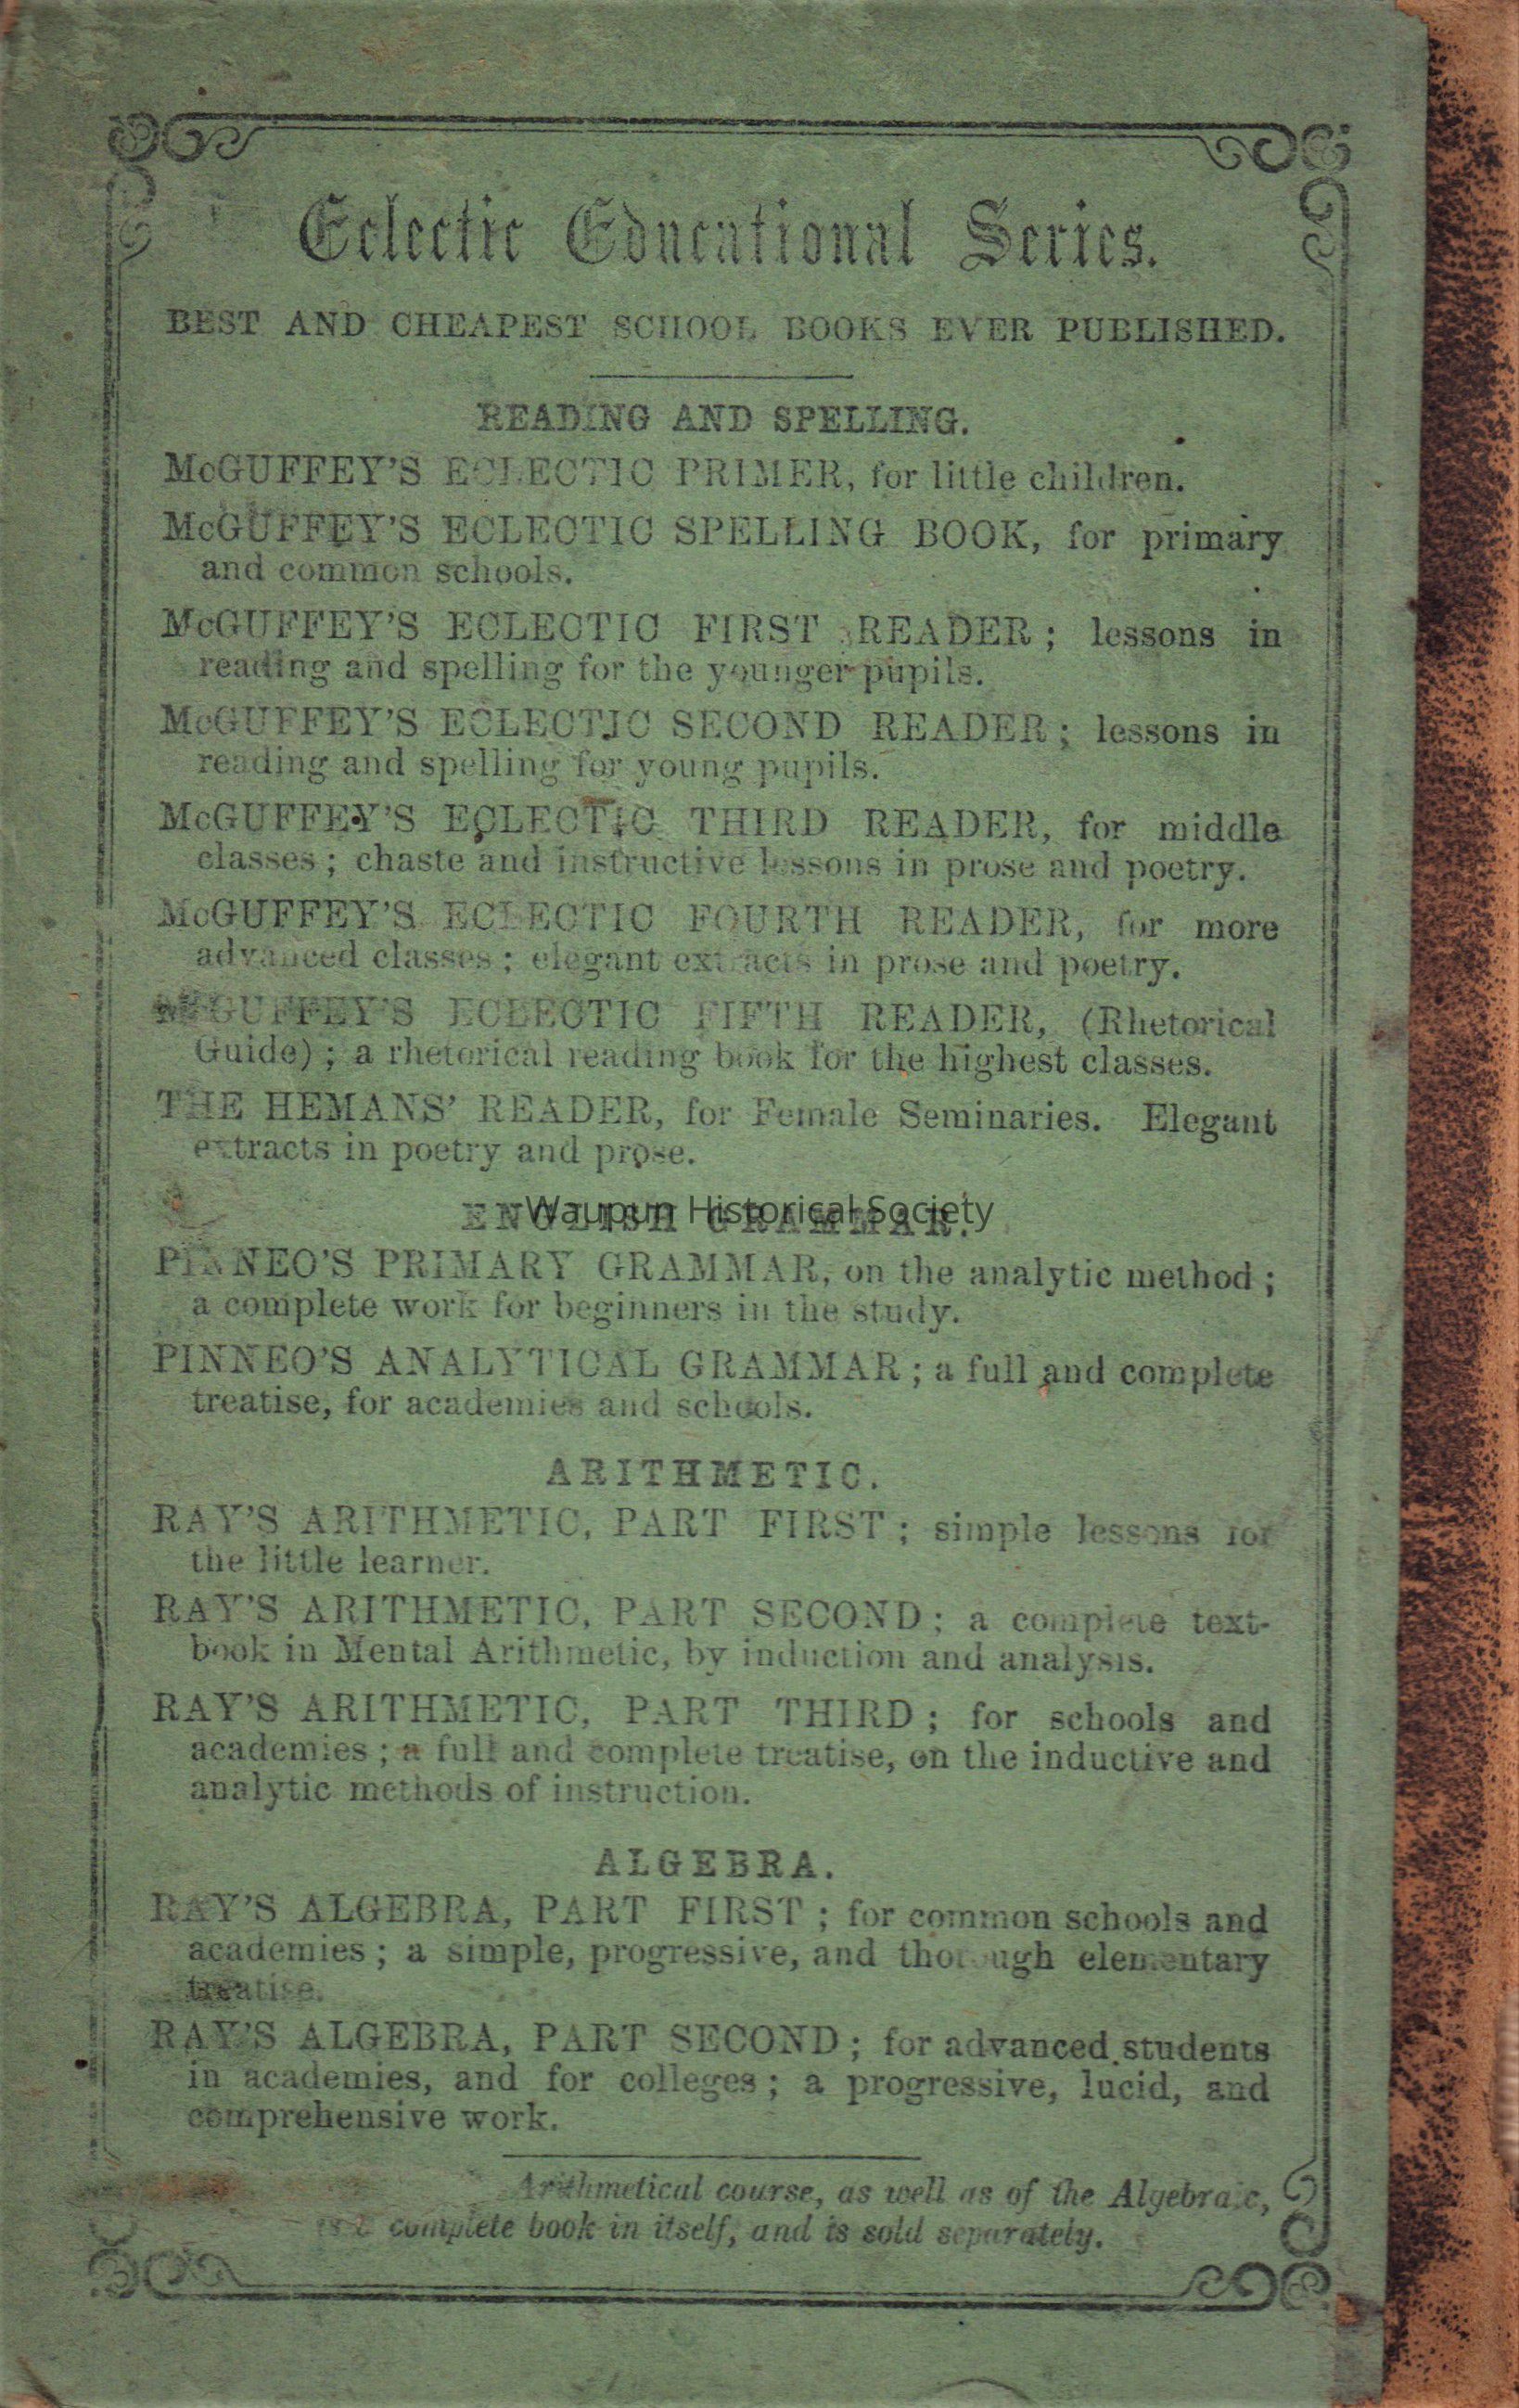 Eclectic Educational Series.
BEST AND CHEAPEST SCHOOL BOOKS EVER PUBLISHED.
READING AND SPELLING.
McGUFFEY'S ECLECTIC PRIMER, for little children.
McGUFFEY'S ECLECTIC SPELLING BOOK, for primary
and common schools.
McGUFFEY'S ECLECTIC FIRST READER; lessons in
reading and spelling for the younger pupils.
McGUFFEY'S ECLECTIC SECOND READER; lessons in
reading and spelling for young pupils.
McGUFFEY'S ECLECTIC THIRD READER, for middle
classes; chaste and instructive lessons in prose and poetry.
McGUFFEY'S ECLECTIC FOURTH READER, for more
advanced classes; elegant extracts in prose and poetry.
McGUFFEY'S ECLECTIC FIFTH READER, (Rhetorical
Guide); a rhetorical reading book for the highest classes.
THE HEMANS' READER, for Female Seminaries. Elegant
extracts in poetry and prose.
ENGLISH GRAMMAR.
Waupun Historical Society
PINNEO'S PRIMARY GRAMMAR, on the analytic method;
a complete work for beginners in the study.
PINNEO'S ANALYTICAL GRAMMAR; a full and complete
treatise, for academies and schools.
ARITHMETIC.
RAY'S ARITHMETIC, PART FIRST; simple lessons for
the little learner.
RAY'S ARITHMETIC, PART SECOND; a complete text-
book in Mental Arithmetic, by induction and analysis.
RAY'S ARITHMETIC, PART THIRD; for schools and
academies; a full and complete treatise, on the inductive and
analytic methods of instruction.
ALGEBRA.
RAY'S ALGEBRA, PART FIRST; for common schools and
academies; a simple, progressive, and thorough elementary
treatise.
RAY'S ALGEBRA, PART SECOND; for advanced students
in academies, and for colleges; a progressive, lucid, and
comprehensive work.
Arithmetical course, as well as of the Algebraic,
complete book in itself, and is sold separately.